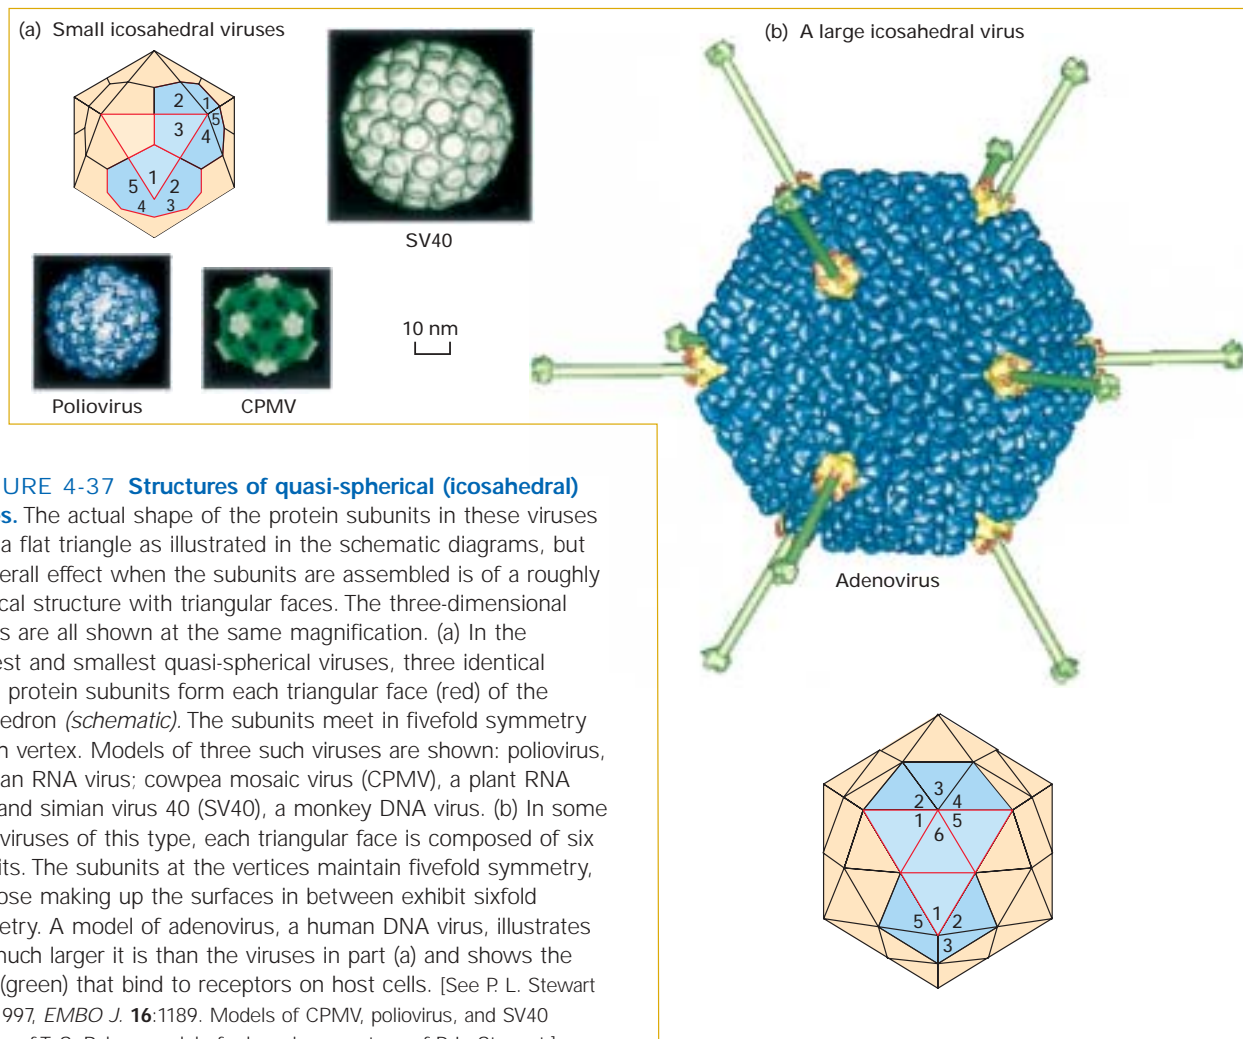 (a) Small icosahedral viruses
2
1
5
3
4
1
5
2
4
3
SV40
Poliovirus
CPMV
10 nm
(b) A large icosahedral virus
Adenovirus
3
2
4
1
5
6
1
5
2
3
URE 4-37 Structures of quasi-spherical (icosahedral)
s. The actual shape of the protein subunits in these viruses
a flat triangle as illustrated in the schematic diagrams, but
erall effect when the subunits are assembled is of a roughly
cal structure with triangular faces. The three-dimensional
s are all shown at the same magnification. (a) In the
est and smallest quasi-spherical viruses, three identical
protein subunits form each triangular face (red) of the
edron (schematic). The subunits meet in fivefold symmetry
n vertex. Models of three such viruses are shown: poliovirus,
an RNA virus; cowpea mosaic virus (CPMV), a plant RNA
and simian virus 40 (SV40), a monkey DNA virus. (b) In some
viruses of this type, each triangular face is composed of six
its. The subunits at the vertices maintain fivefold symmetry,
ose making up the surfaces in between exhibit sixfold
etry. A model of adenovirus, a human DNA virus, illustrates
much larger it is than the viruses in part (a) and shows the
(green) that bind to receptors on host cells. [See P. L. Stewart
997, EMBO J. 16:1189. Models of CPMV, poliovirus, and SV40